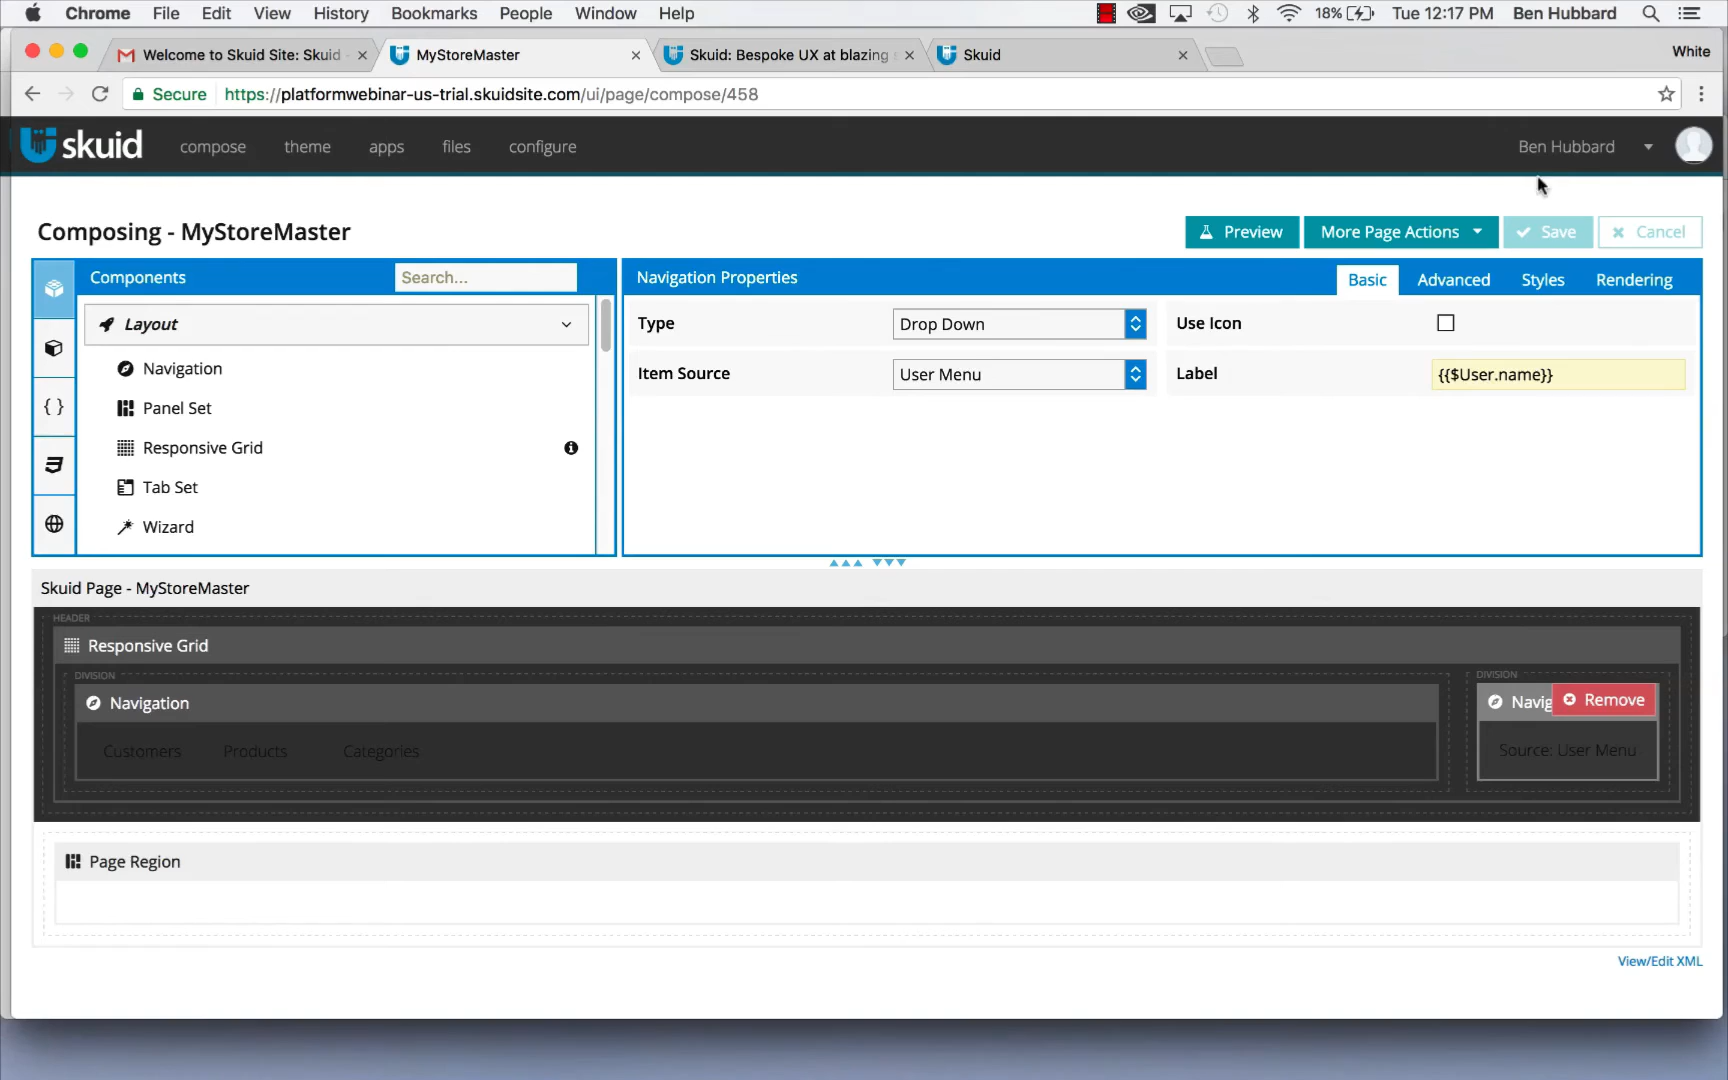 Chrome File Edit View History Bookmarks People Window Help 18% Tue 12:17 PM Ben Hubbard
Welcome to Skuid Site: Skuid MyStoreMaster Skuid: Bespoke UX at blazing Skuid White
Secure https://platformwebinar-us-trial.skuidsite.com/ui/page/compose/458
skuid compose theme apps files configure Ben Hubbard
Composing - MyStoreMaster Preview More Page Actions Save Cancel
Components Search... Navigation Properties Basic Advanced Styles Rendering
Layout Type Drop Down Use Icon
Navigation Item Source User Menu Label {{$User.name}}
Panel Set
Responsive Grid
Tab Set
Wizard
Skuid Page - MyStoreMaster
HEADER
Responsive Grid
DIVISION DIVISION
Navigation Navig Remove
Customers Products Categories Source: User Menu
Page Region
View/Edit XML